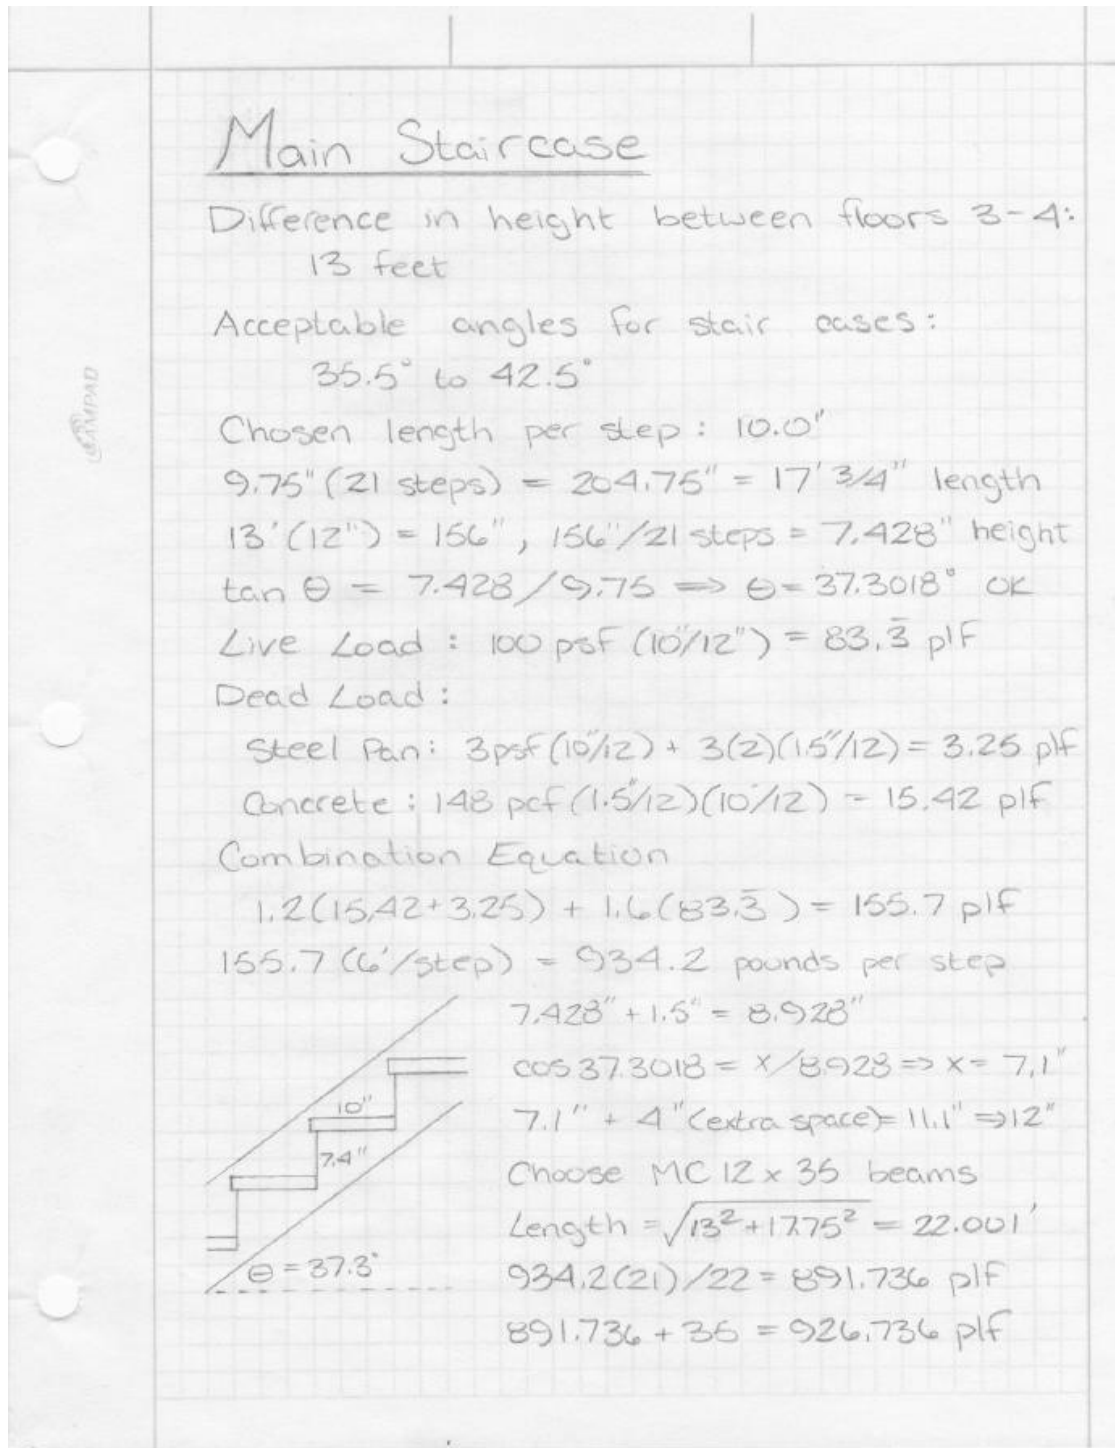 Main Staircase
Difference in height between floors 3-4:
13 feet
Acceptable angles for stair cases:
35.5° to 42.5°
AMPAD
Chosen length per step: 10.0"
9.75"(21 steps) = 204.75" = 17' 3/4" length
13'(12") = 156", 156"/21 steps = 7.428" height
tan θ = 7.428/9.75 => θ = 37.3018° OK
Live Load: 100 psf (10"/12") = 83.3̅ plf
Dead Load:
Steel Pan: 3psf(10"/12) + 3(2)(1.5"/12) = 3.25 plf
Concrete: 148 pcf (1.5"/12)(10"/12) = 15.42 plf
Combination Equation
1.2(15.42+3.25) + 1.6(83.3̅) = 155.7 plf
155.7 (6'/step) = 934.2 pounds per step
7.428" + 1.5" = 8.928"
cos 37.3018 = x/8.928 => x = 7.1"
10"
7.1" + 4" (extra space) = 11.1" => 12"
7.4"
Choose MC 12 x 35 beams
Length = √13² + 17.75² = 22.001'
θ = 37.3°
934.2(21)/22 = 891.736 plf
891.736 + 35 = 926.736 plf